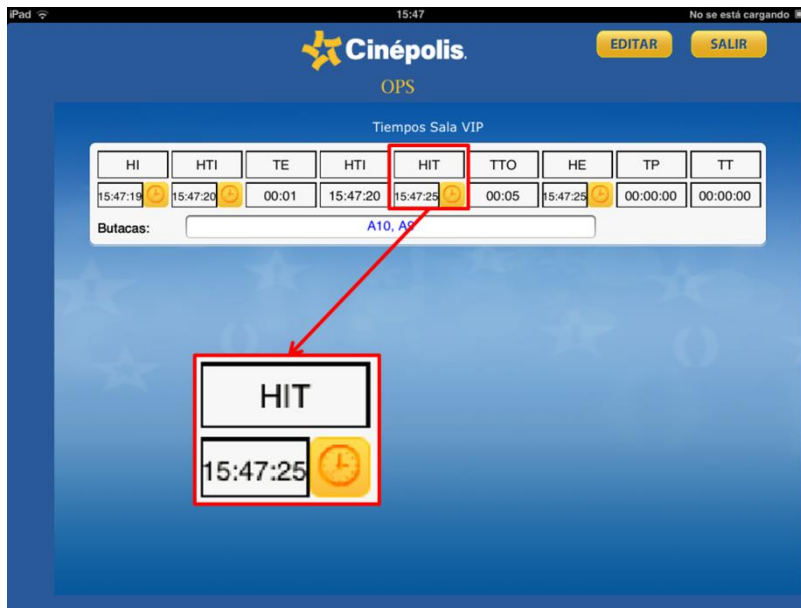 iPad 15:47 No se está cargando
Cinépolis. EDITAR SALIR
OPS
Tiempos Sala VIP
HI HTI TE HTI HIT TTO HE TP TT
15:47:19 15:47:20 00:01 15:47:20 15:47:25 00:05 15:47:25 00:00:00 00:00:00
Butacas: A10, A9
HIT
15:47:25